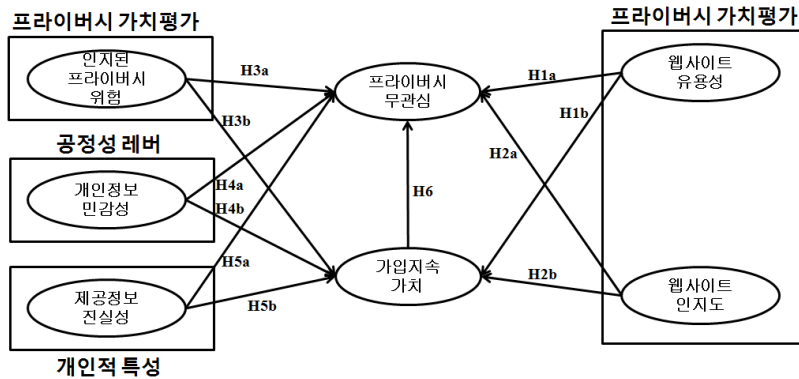 프라이버시 가치평가
인지된
프라이버시
위험
공정성 레버
개인정보
민감성
제공정보
진실성
개인적 특성
H3a
H3b
H4a
H4b
H5a
H5b
프라이버시
무관심
H6
가입지속
가치
H1a
H1b
H2a
H2b
프라이버시 가치평가
웹사이트
유용성
웹사이트
인지도